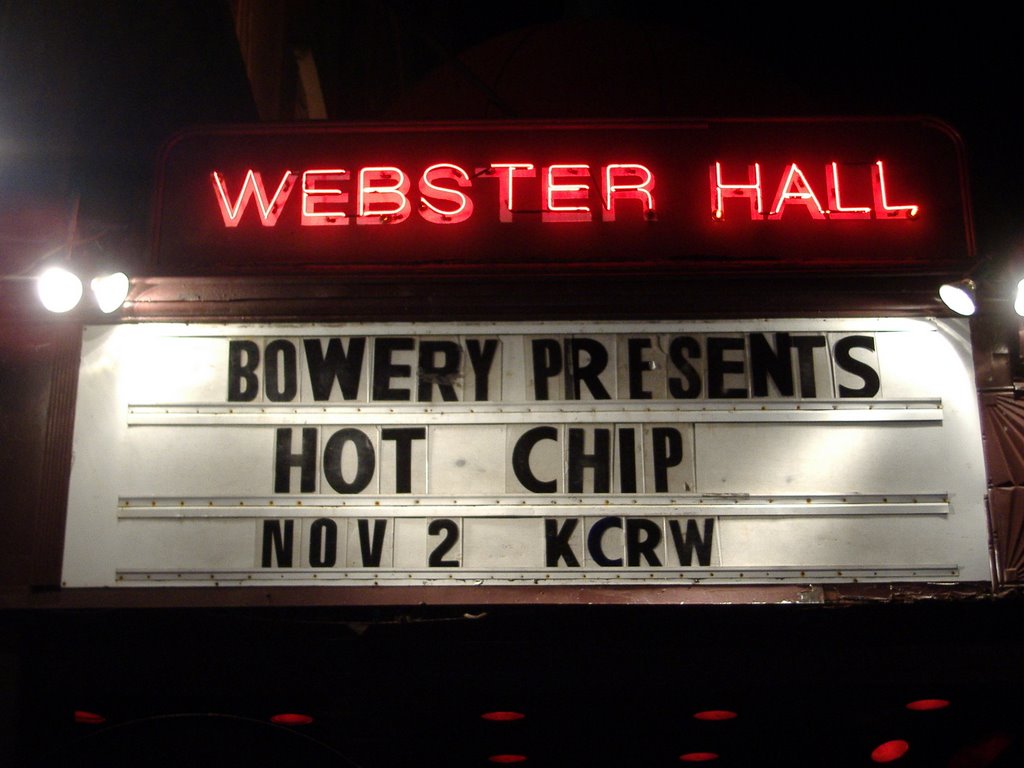 WEBSTER HALL
BOWERY PRESENTS
HOT CHIP
NOV 2 KCRW